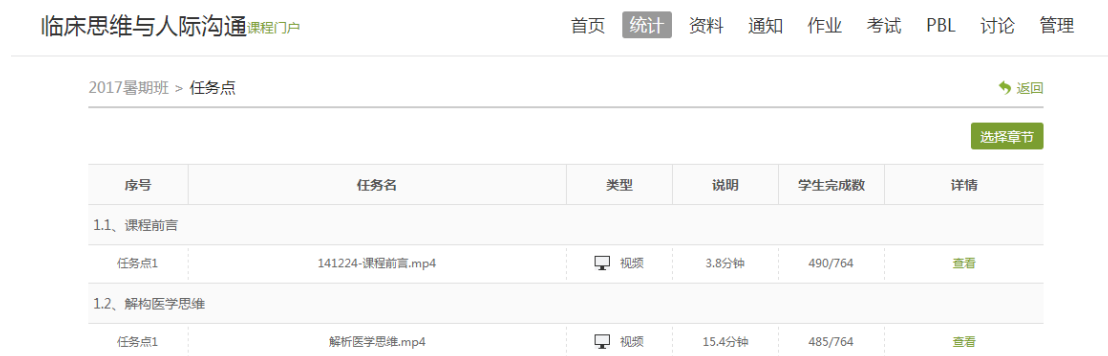 临床思维与人际沟通课程门户 首页 统计 资料 通知 作业 考试 PBL 讨论 管理
2017暑期班 > 任务点 返回
选择章节
序号 任务名 类型 说明 学生完成数 详情
1.1、课程前言
任务点1 141224-课程前言.mp4 视频 3.8分钟 490/764 查看
1.2、解构医学思维
任务点1 解析医学思维.mp4 视频 15.4分钟 485/764 查看